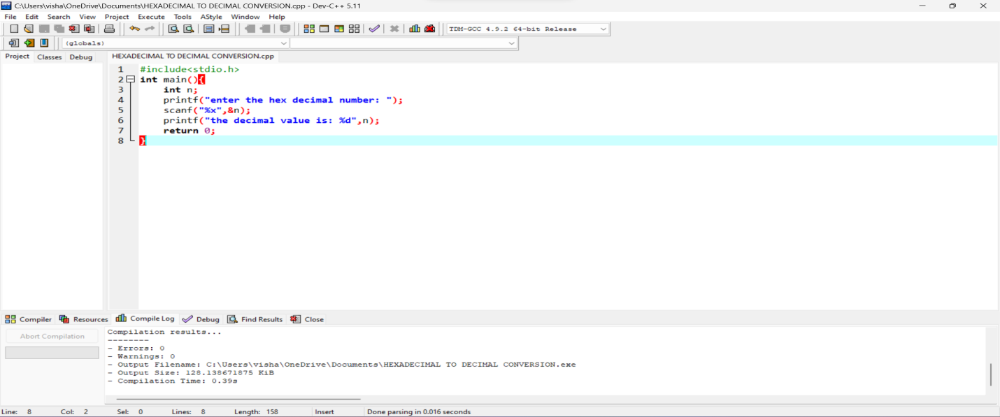 C:\Users\visha\OneDrive\Documents\HEXADECIMAL TO DECIMAL CONVERSION.cpp - Dev-C++ 5.11
File Edit Search View Project Execute Tools AStyle Window Help
TDM-GCC 4.9.2 64-bit Release
(globals)
Project Classes Debug
HEXADECIMAL TO DECIMAL CONVERSION.cpp
1 #include<stdio.h>
2 int main(){
3 int n;
4 printf("enter the hex decimal number: ");
5 scanf("%x",&n);
6 printf("the decimal value is: %d",n);
7 return 0;
8 }
Compiler Resources Compile Log Debug Find Results Close
Abort Compilation
Compilation results...
--------
- Errors: 0
- Warnings: 0
- Output Filename: C:\Users\visha\OneDrive\Documents\HEXADECIMAL TO DECIMAL CONVERSION.exe
- Output Size: 128.138671875 KiB
- Compilation Time: 0.39s
Line: 8 Col: 2 Sel: 0 Lines: 8 Length: 158 Insert Done parsing in 0.016 seconds